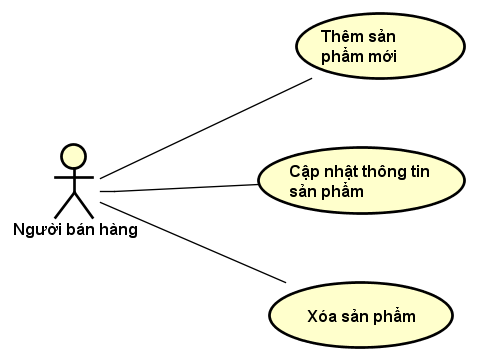 Thêm sản
phẩm mới
Cập nhật thông tin
sản phẩm
Người bán hàng
Xóa sản phẩm